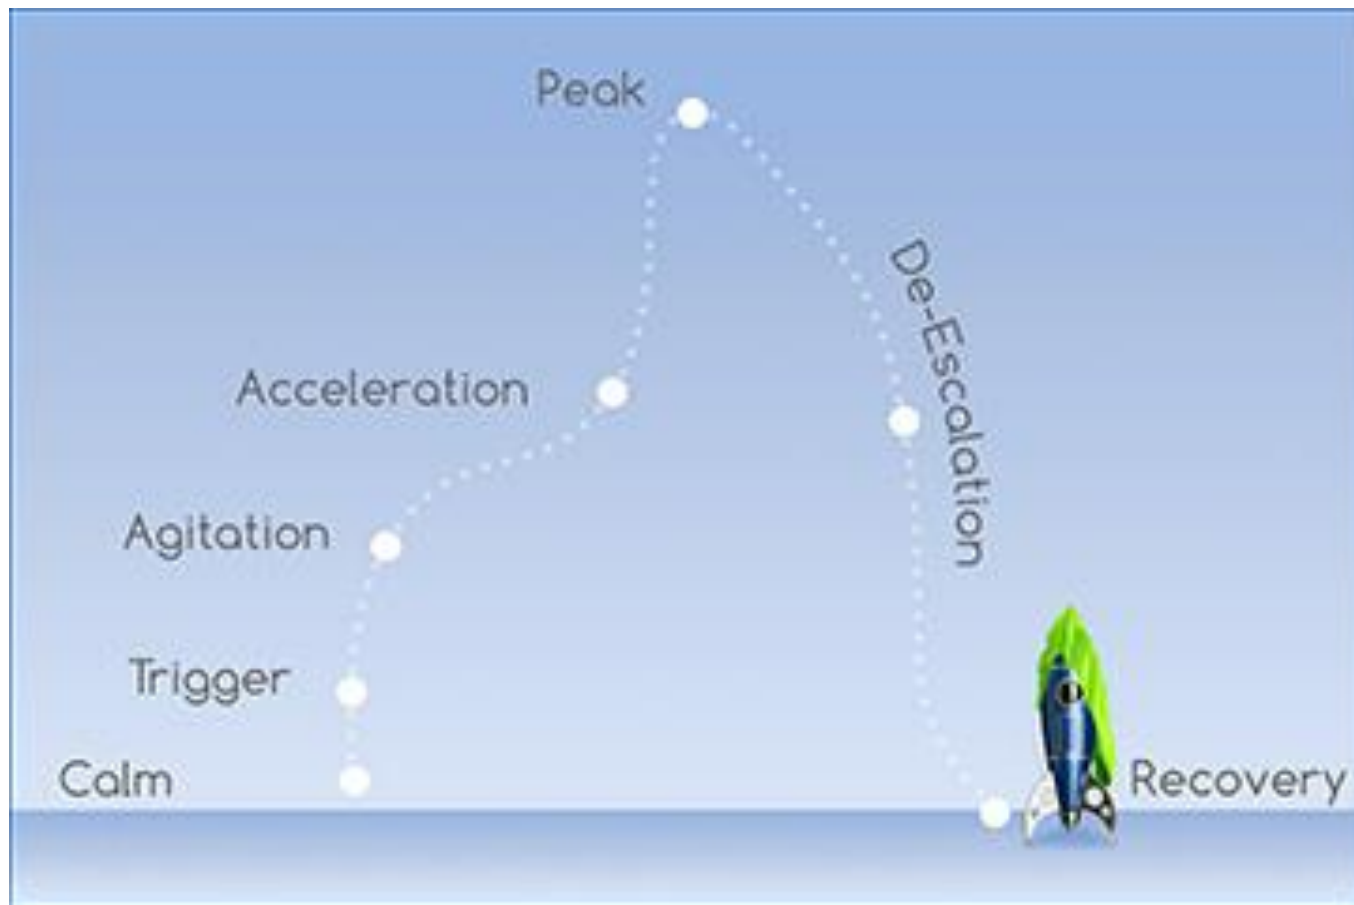 Peak
De-Escalation
Acceleration
Agitation
Trigger
Calm
Recovery